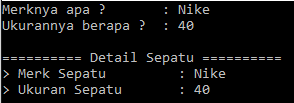 Merknya apa ?       : Nike
Ukurannya berapa ?  : 40
========== Detail Sepatu ==========
> Merk Sepatu         : Nike
> Ukuran Sepatu       : 40